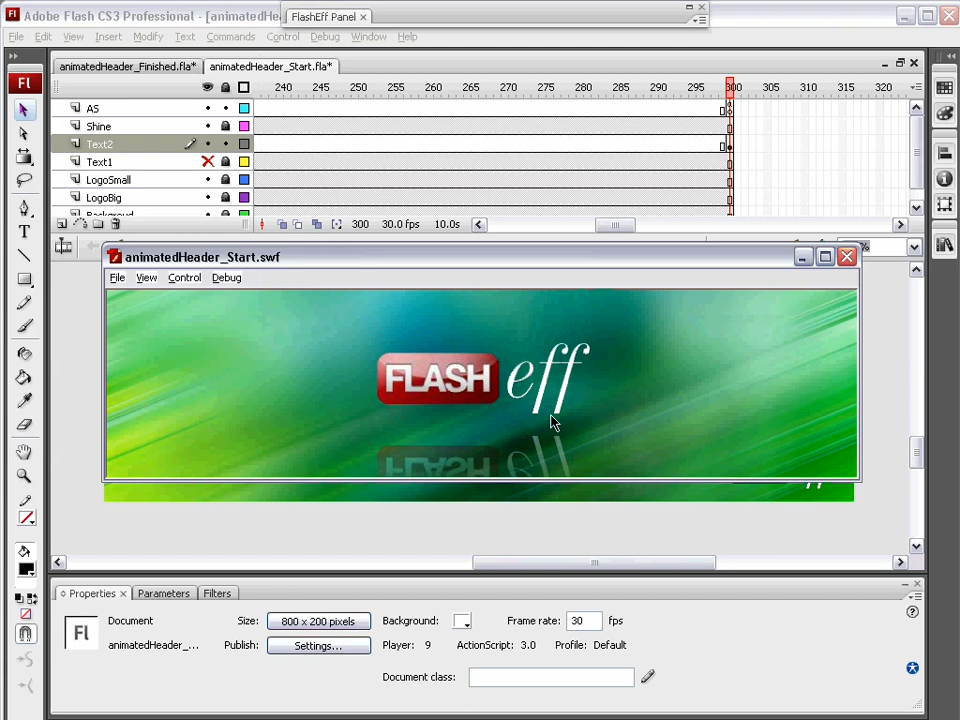 Adobe Flash CS3 Professional - [animatedHea
FlashEff Panel
File Edit View Insert Modify Text Commands Control Debug Window Help
animatedHeader_Finished.fla* animatedHeader_Start.fla*
Fl
240 245 250 255 260 265 270 275 280 285 290 295 300 305 310 315 320
AS
Shine
Text2
Text1
LogoSmall
LogoBig
Background
300 30.0 fps 10.0s
animatedHeader_Start.swf
File View Control Debug
FLASH eff
Properties Parameters Filters
Fl
Document Size: 800 x 200 pixels Background: Frame rate: 30 fps
animatedHeader_... Publish: Settings... Player: 9 ActionScript: 3.0 Profile: Default
Document class: